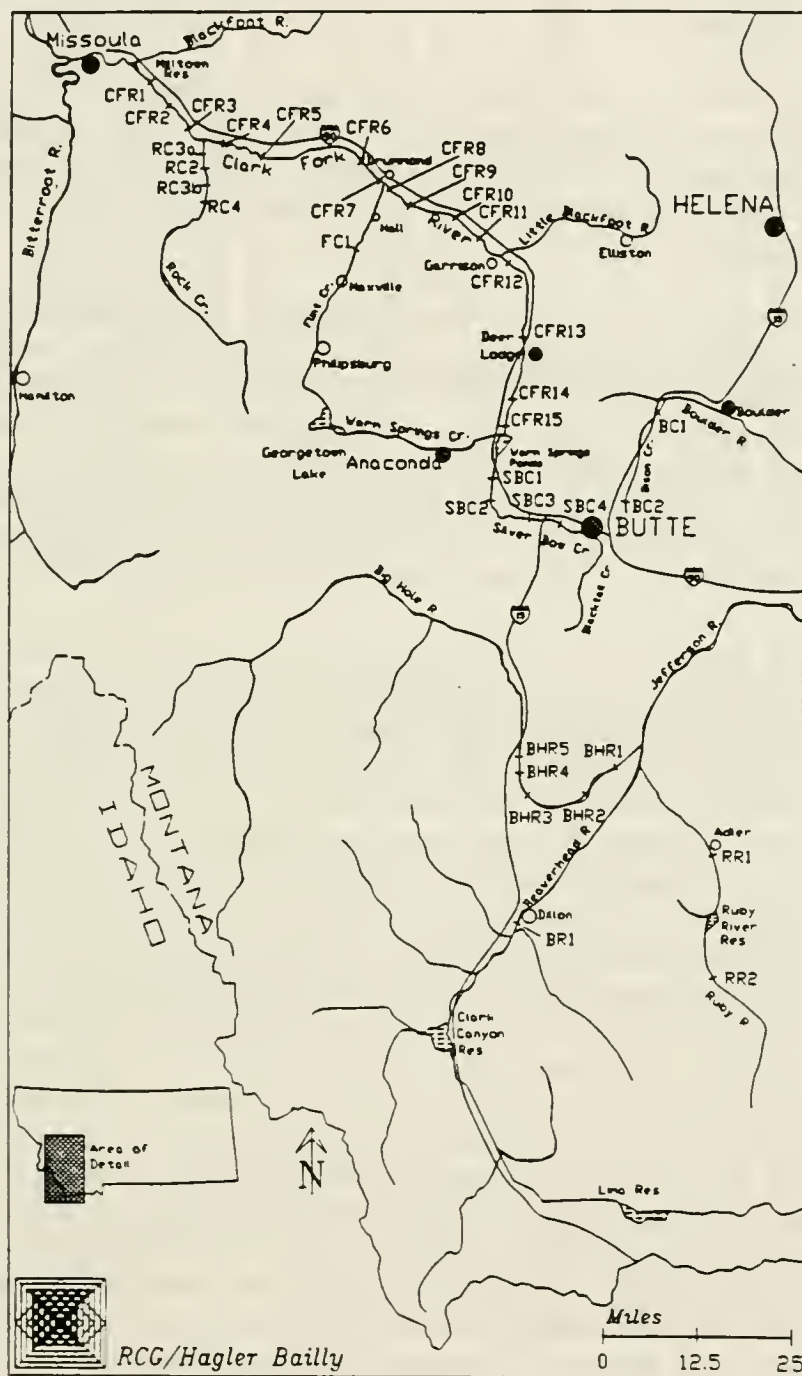 Missoula
Blackfoot R.
Milltown
Res
CFR1
CFR2
CFR3
CFR4
CFR5
90
CFR6
CFR8
Drummond
CFR9
CFR7
CFR10
CFR11
RC3a
RC2
RC3b
RC4
Clark Fork River
Bitterroot R.
Rock Cr.
Hall
FC1
Maxville
Flint Cr.
Philipsburg
Little Blackfoot R
Elliston
Garrison
CFR12
HELENA
15
Deer
Lodge
CFR13
CFR14
CFR15
Hamilton
Warm Springs Cr.
Georgetown
Lake
Anaconda
Warm Springs
Ponds
SBC1
SBC2
SBC3
SBC4
Silver Bow Cr
BUTTE
Blacktail Cr
Boulder
Boulder R
BC1
TBC2
90
Big Hole R
15
Jefferson R.
MONTANA
IDAHO
BHR5
BHR4
BHR3
BHR2
BHR1
Beaverhead R
Dillon
BR1
Adler
RR1
Ruby
River
Res
RR2
Ruby R
Clark
Canyon
Res
Area of
Detail
N
Lima Res
RCG/Hagler Bailly
Miles
0 12.5 25